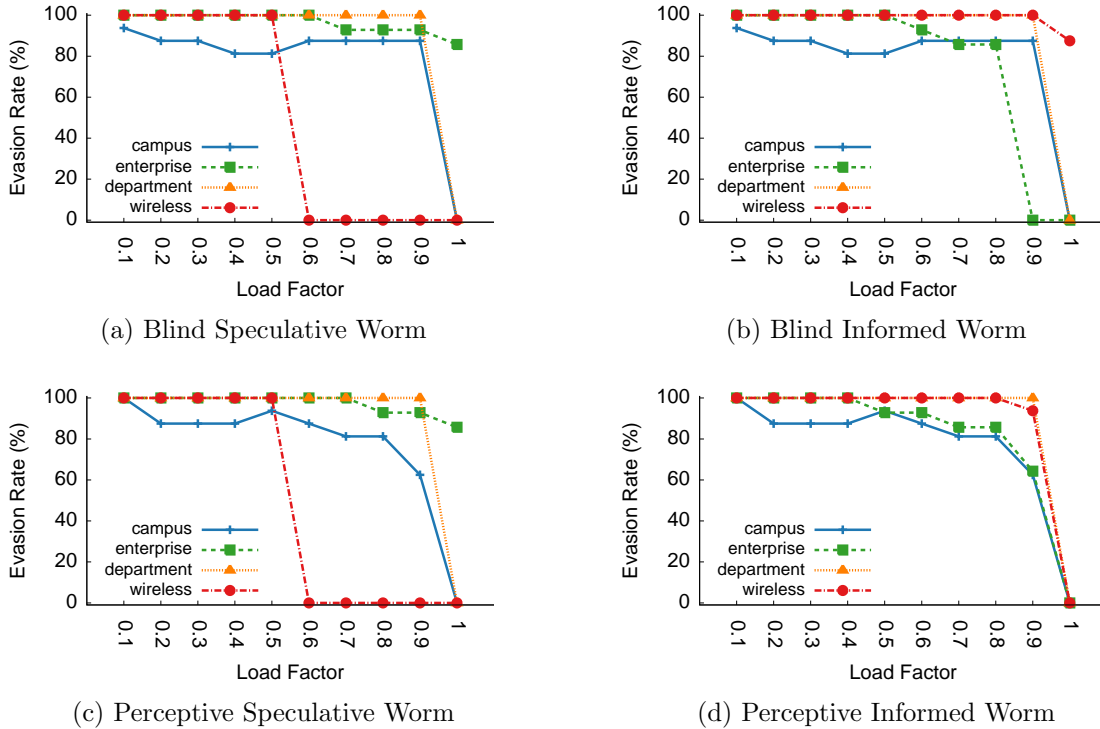 100
80
60
40
20
0
Evasion Rate (%)
campus
enterprise
department
wireless
0.1 0.2 0.3 0.4 0.5 0.6 0.7 0.8 0.9 1
Load Factor
(a) Blind Speculative Worm
100
80
60
40
20
0
Evasion Rate (%)
campus
enterprise
department
wireless
0.1 0.2 0.3 0.4 0.5 0.6 0.7 0.8 0.9 1
Load Factor
(b) Blind Informed Worm
100
80
60
40
20
0
Evasion Rate (%)
campus
enterprise
department
wireless
0.1 0.2 0.3 0.4 0.5 0.6 0.7 0.8 0.9 1
Load Factor
(c) Perceptive Speculative Worm
100
80
60
40
20
0
Evasion Rate (%)
campus
enterprise
department
wireless
0.1 0.2 0.3 0.4 0.5 0.6 0.7 0.8 0.9 1
Load Factor
(d) Perceptive Informed Worm